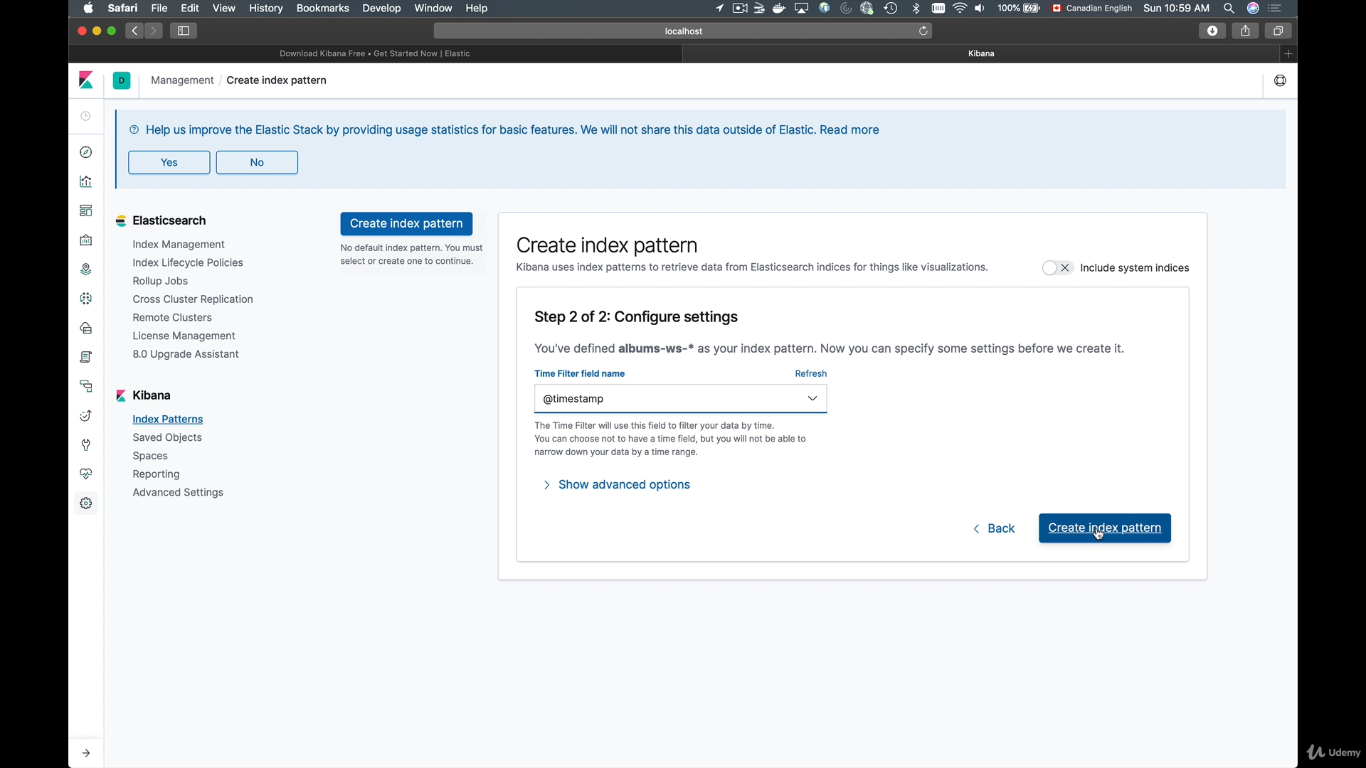 Safari File Edit View History Bookmarks Develop Window Help 100% Canadian English Sun 10:59 AM
localhost
Download Kibana Free • Get Started Now | Elastic
Kibana
D Management / Create index pattern
Help us improve the Elastic Stack by providing usage statistics for basic features. We will not share this data outside of Elastic. Read more
Yes No
Elasticsearch
Index Management
Index Lifecycle Policies
Rollup Jobs
Cross Cluster Replication
Remote Clusters
License Management
8.0 Upgrade Assistant
Kibana
Index Patterns
Saved Objects
Spaces
Reporting
Advanced Settings
Create index pattern
No default index pattern. You must
select or create one to continue.
Create index pattern
Kibana uses index patterns to retrieve data from Elasticsearch indices for things like visualizations.
Include system indices
Step 2 of 2: Configure settings
You've defined albums-ws-* as your index pattern. Now you can specify some settings before we create it.
Time Filter field name Refresh
@timestamp
The Time Filter will use this field to filter your data by time.
You can choose not to have a time field, but you will not be able to
narrow down your data by a time range.
Show advanced options
Back Create index pattern
Udemy